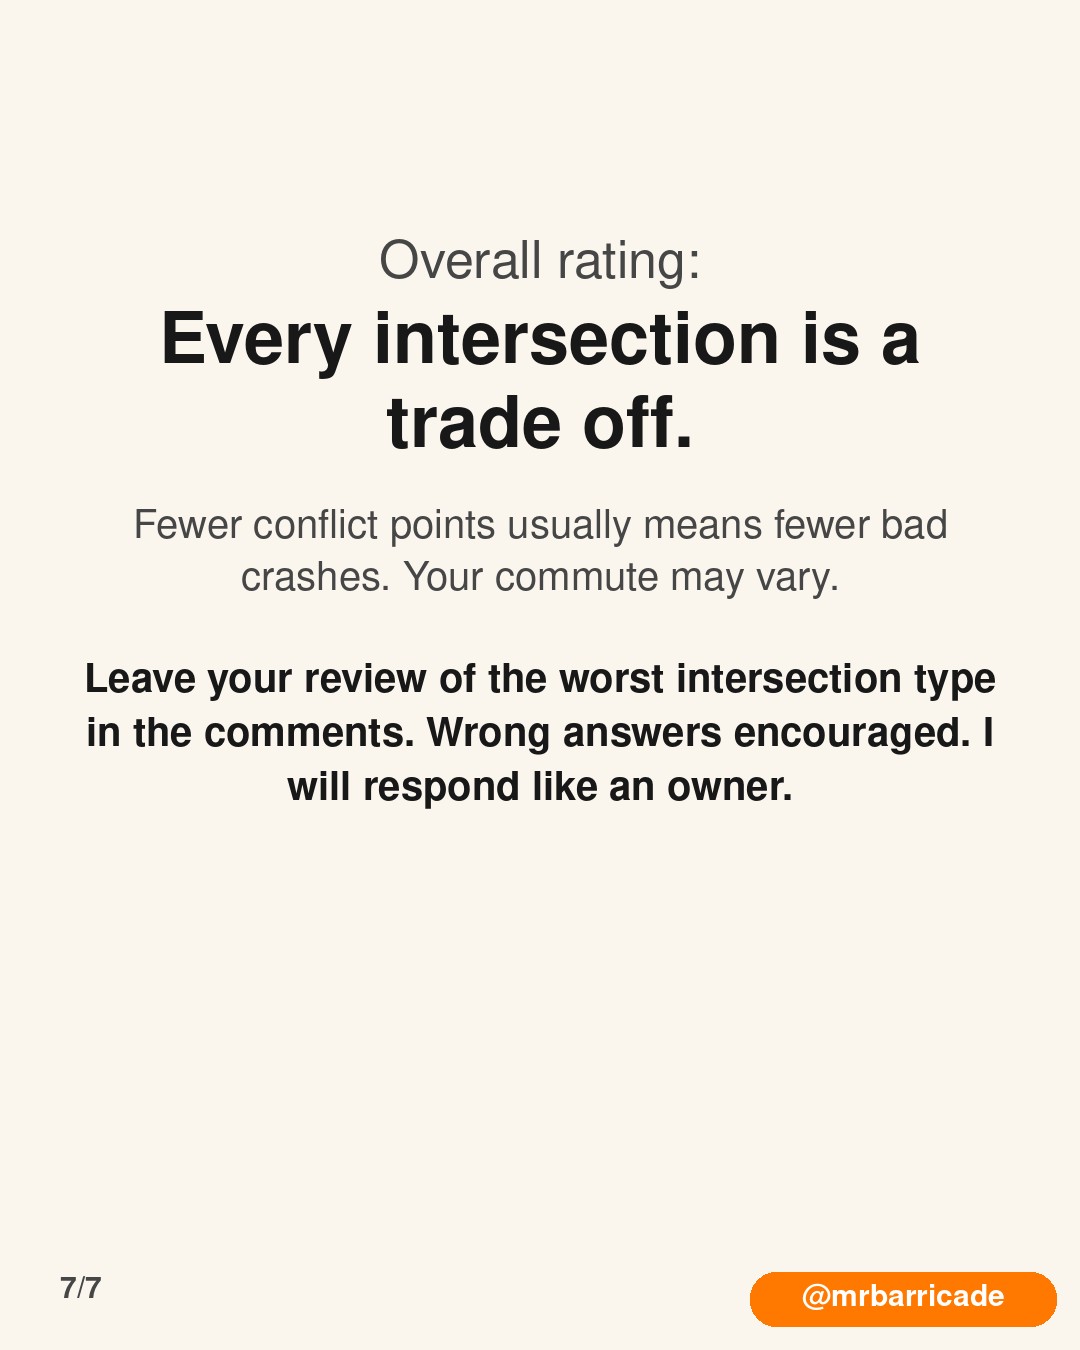 Overall rating:
Every intersection is a
trade off.
Fewer conflict points usually means fewer bad
crashes. Your commute may vary.
Leave your review of the worst intersection type
in the comments. Wrong answers encouraged. I
will respond like an owner.
7/7
@mrbarricade